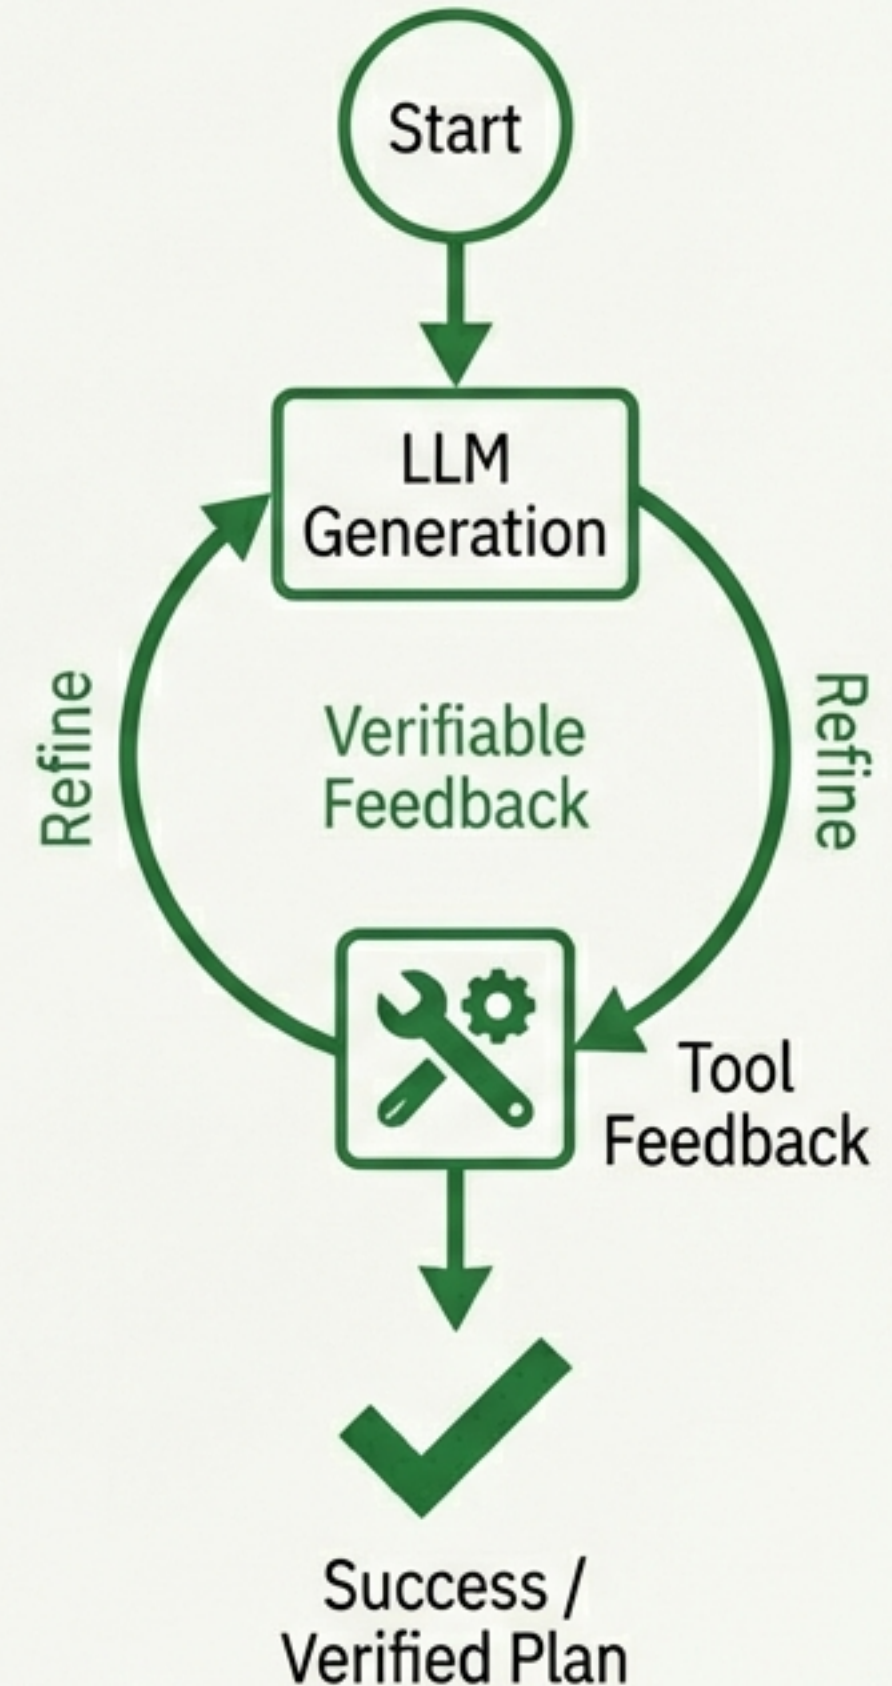 Start
LLM
Generation
Refine
Verifiable
Feedback
Refine
Tool
Feedback
Success /
Verified Plan